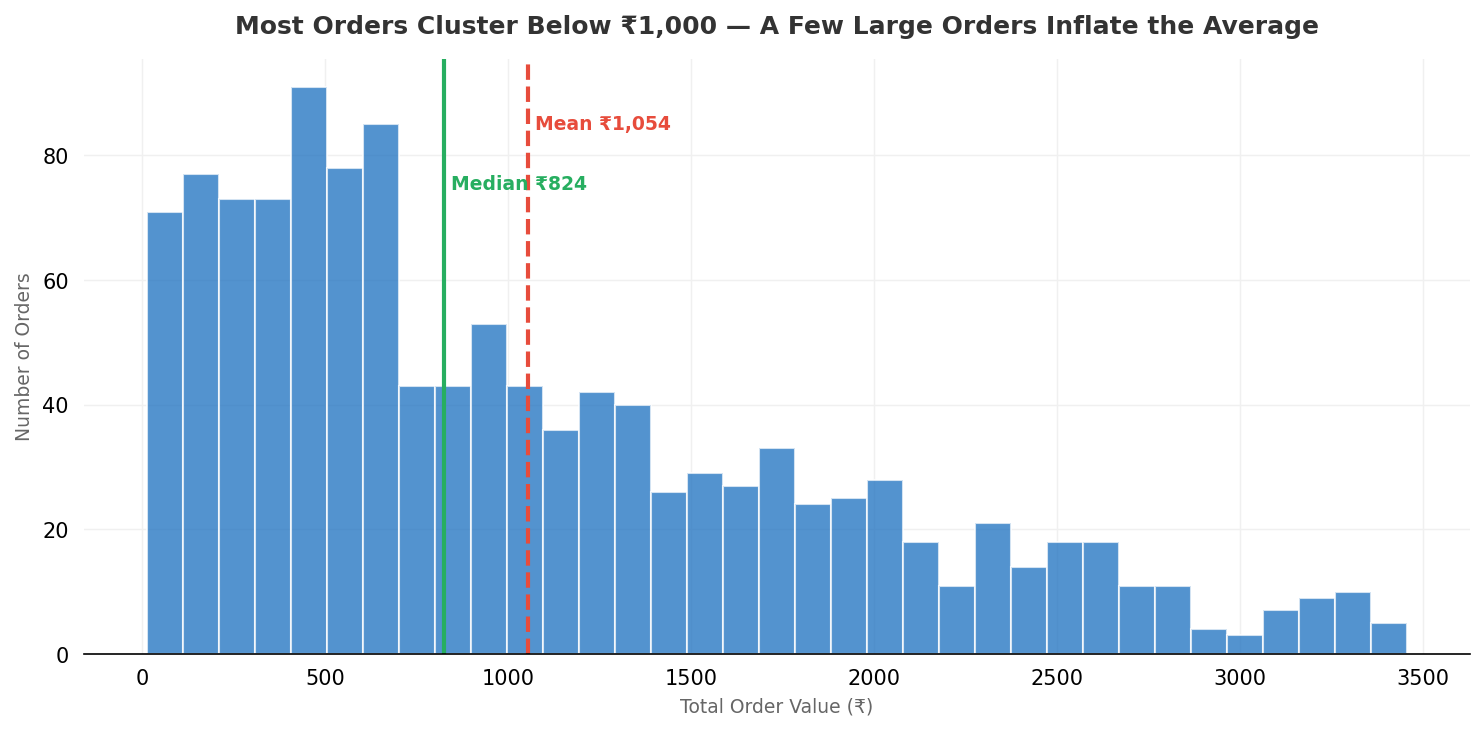 Most Orders Cluster Below ₹1,000 — A Few Large Orders Inflate the Average
Mean ₹1,054
Median ₹824
Number of Orders
80
60
40
20
0
0 500 1000 1500 2000 2500 3000 3500
Total Order Value (₹)